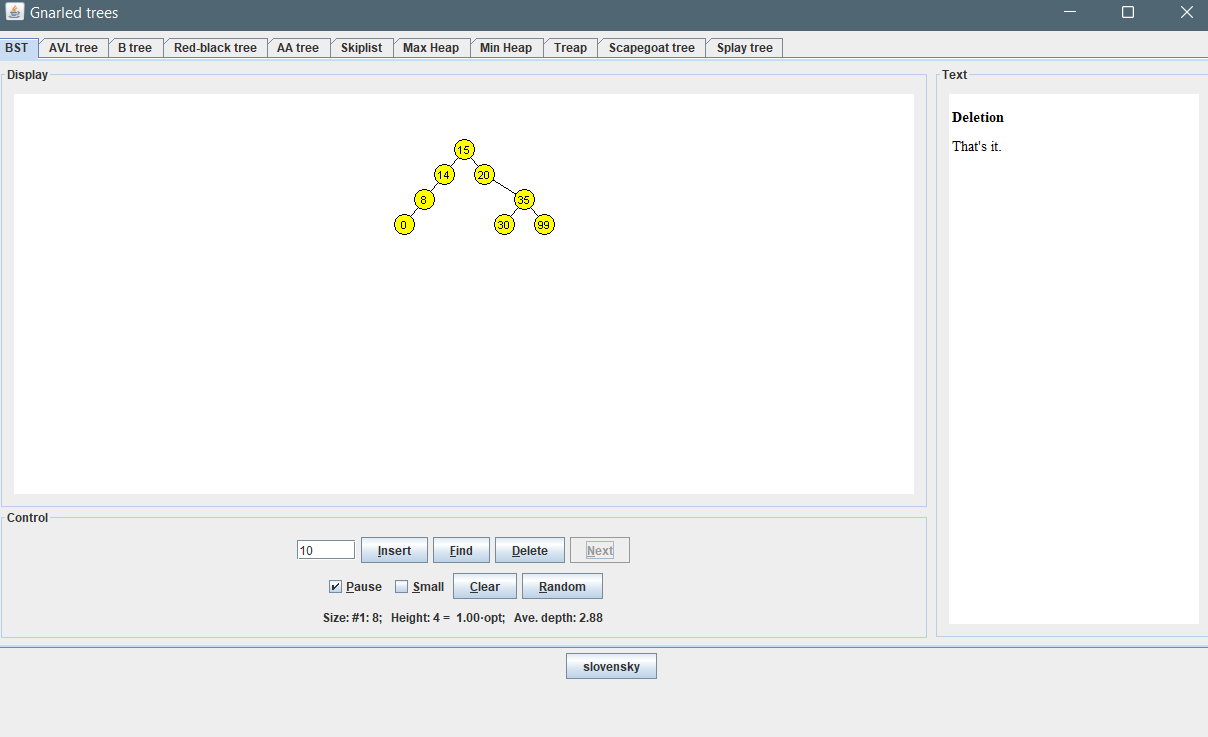 Gnarled trees
BST AVL tree B tree Red-black tree AA tree Skiplist Max Heap Min Heap Treap Scapegoat tree Splay tree
Display
15
14 20
8 35
0 30 99
Text
Deletion
That's it.
Control
10 Insert Find Delete Next
Pause Small Clear Random
Size: #1: 8; Height: 4 = 1.00·opt; Ave. depth: 2.88
slovensky